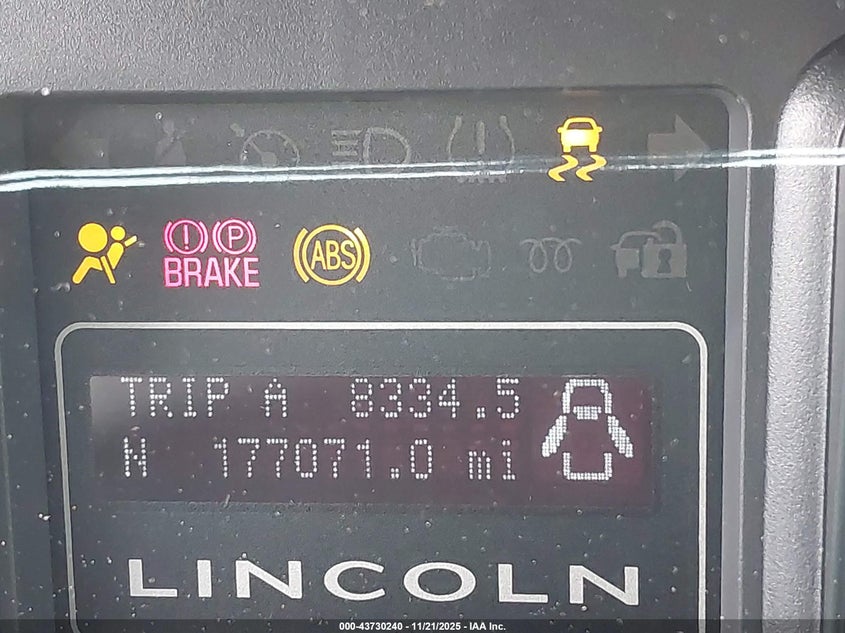 (!) (P)
BRAKE
ABS
TRIP A 8334.5
N 177071.0 mi
LINCOLN
000-43730240 - 11/21/2025 - IAA Inc.